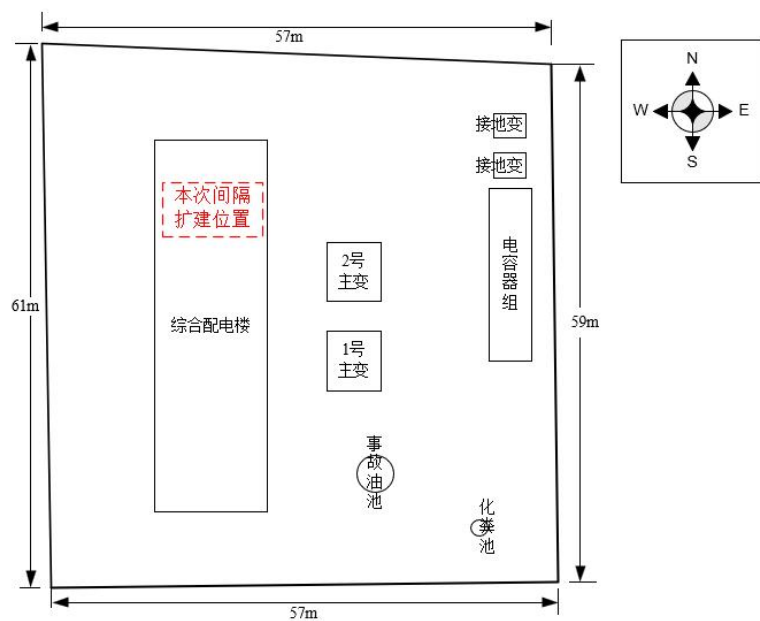 57m
N
W
E
S
接地变
接地变
本次间隔
扩建位置
2号
主变
电容器组
61m
综合配电楼
59m
1号
主变
事故油池
化粪池
57m